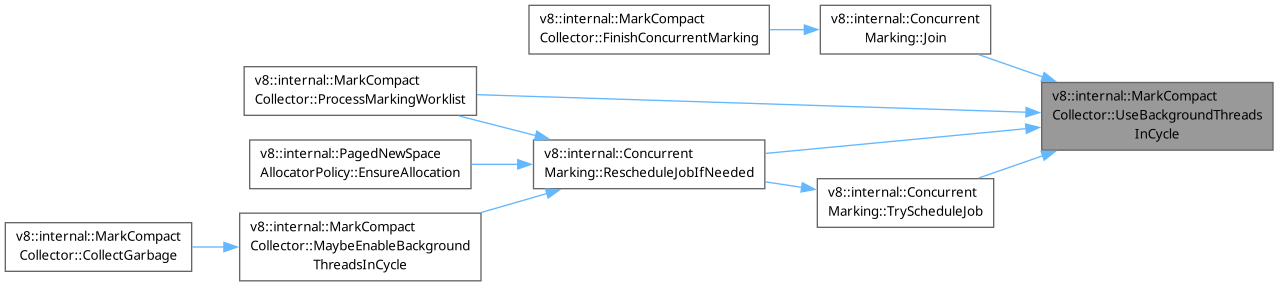 v8::internal::MarkCompact
Collector::FinishConcurrentMarking
v8::internal::Concurrent
Marking::Join
v8::internal::MarkCompact
Collector::ProcessMarkingWorklist
v8::internal::MarkCompact
Collector::UseBackgroundThreads
InCycle
v8::internal::PagedNewSpace
AllocatorPolicy::EnsureAllocation
v8::internal::Concurrent
Marking::RescheduleJobIfNeeded
v8::internal::Concurrent
Marking::TryScheduleJob
v8::internal::MarkCompact
Collector::CollectGarbage
v8::internal::MarkCompact
Collector::MaybeEnableBackground
ThreadsInCycle